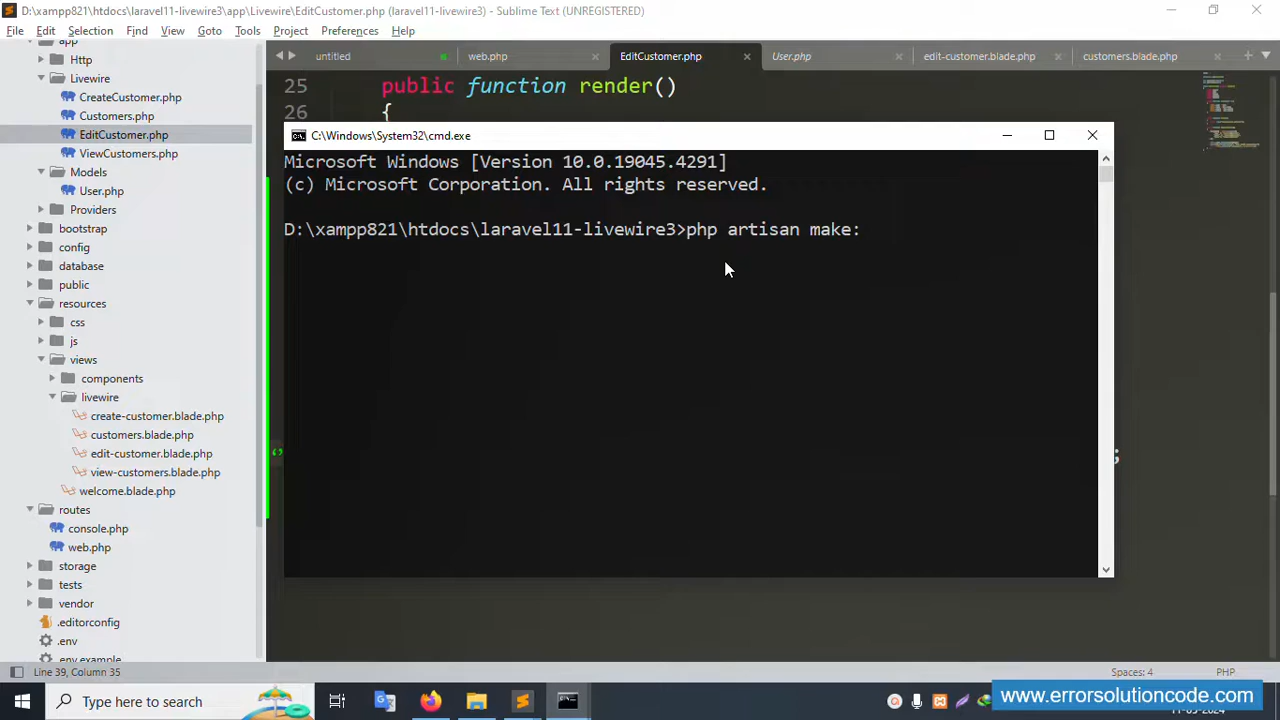 D:\xampp821\htdocs\laravel11-livewire3\app\Livewire\EditCustomer.php (laravel11-livewire3) - Sublime Text (UNREGISTERED)
File Edit Selection Find View Goto Tools Project Preferences Help
app
Http
Livewire
CreateCustomer.php
Customers.php
EditCustomer.php
ViewCustomers.php
Models
User.php
Providers
bootstrap
config
database
public
resources
css
js
views
components
livewire
create-customer.blade.php
customers.blade.php
edit-customer.blade.php
view-customers.blade.php
welcome.blade.php
routes
console.php
web.php
storage
tests
vendor
.editorconfig
.env
.env.example
untitled web.php EditCustomer.php User.php edit-customer.blade.php customers.blade.php
25 public function render()
26 {
C:\Windows\System32\cmd.exe
Microsoft Windows [Version 10.0.19045.4291]
(c) Microsoft Corporation. All rights reserved.
D:\xampp821\htdocs\laravel11-livewire3>php artisan make:
;
Line 39, Column 35 Spaces: 4 PHP
Type here to search
www.errorsolutioncode.com